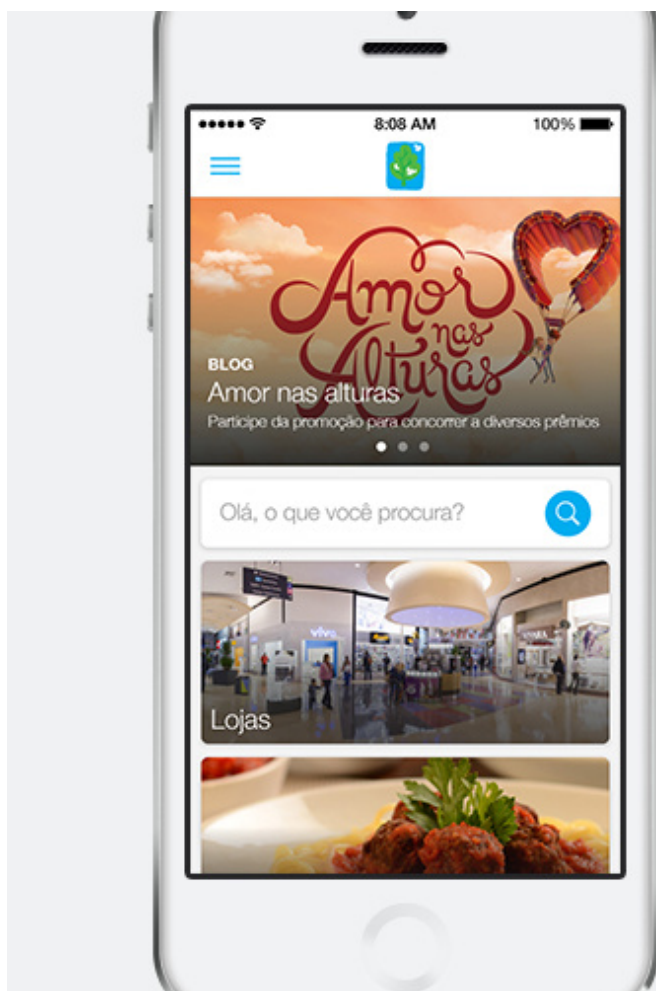 8:08 AM
100%
Amor
nas
Alturas
BLOG
Amor nas alturas
Participe da promoção para concorrer a diversos prêmios
Olá, o que você procura?
vivo
Lojas